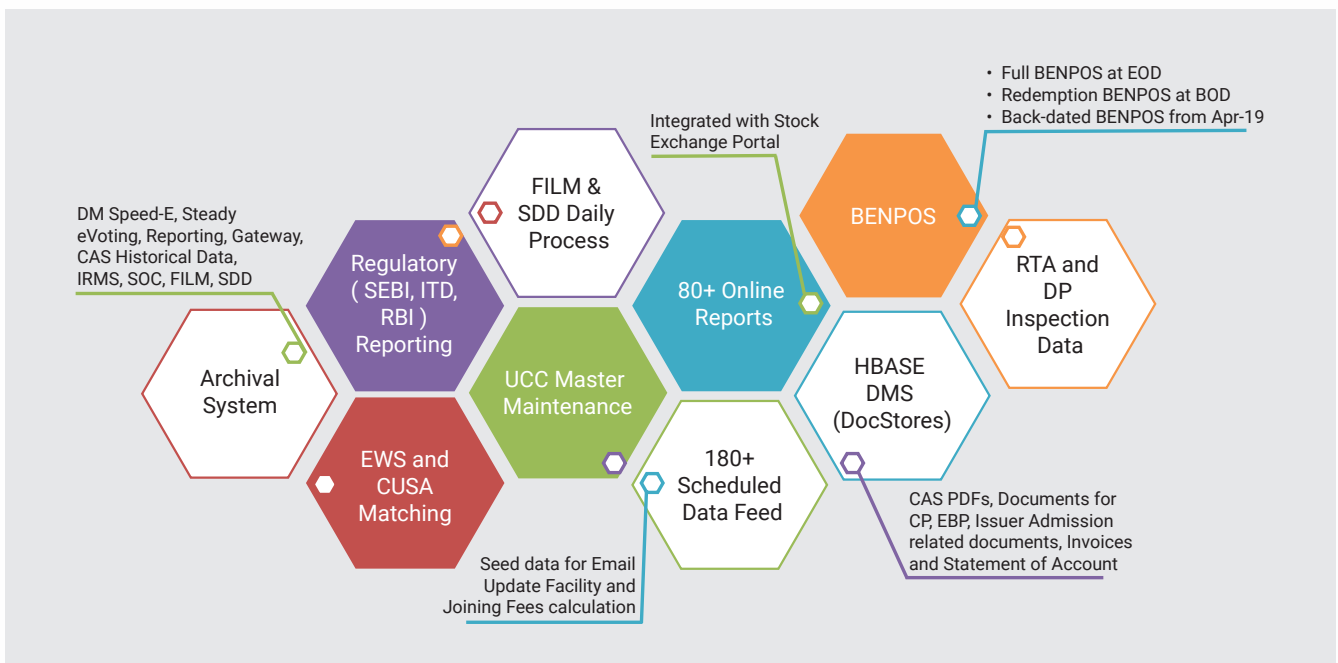 • Full BENPOS at EOD
• Redemption BENPOS at BOD
• Back-dated BENPOS from Apr-19
Integrated with Stock
Exchange Portal
FILM &
SDD Daily
Process
BENPOS
DM Speed-E, Steady
eVoting, Reporting, Gateway,
CAS Historical Data,
IRMS, SOC, FILM, SDD
Regulatory
( SEBI, ITD,
RBI )
Reporting
80+ Online
Reports
RTA and
DP
Inspection
Data
Archival
System
UCC Master
Maintenance
HBASE
DMS
(DocStores)
EWS and
CUSA
Matching
180+
Scheduled
Data Feed
CAS PDFs, Documents for
CP, EBP, Issuer Admission
related documents, Invoices
and Statement of Account
Seed data for Email
Update Facility and
Joining Fees calculation